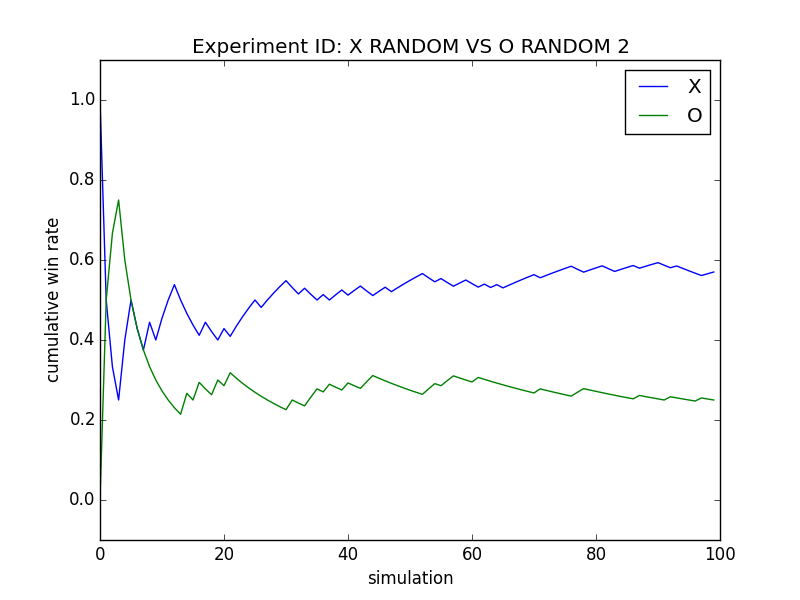 Experiment ID: X RANDOM VS O RANDOM 2
X
O
1.0
0.8
0.6
0.4
0.2
0.0
cumulative win rate
0 20 40 60 80 100
simulation